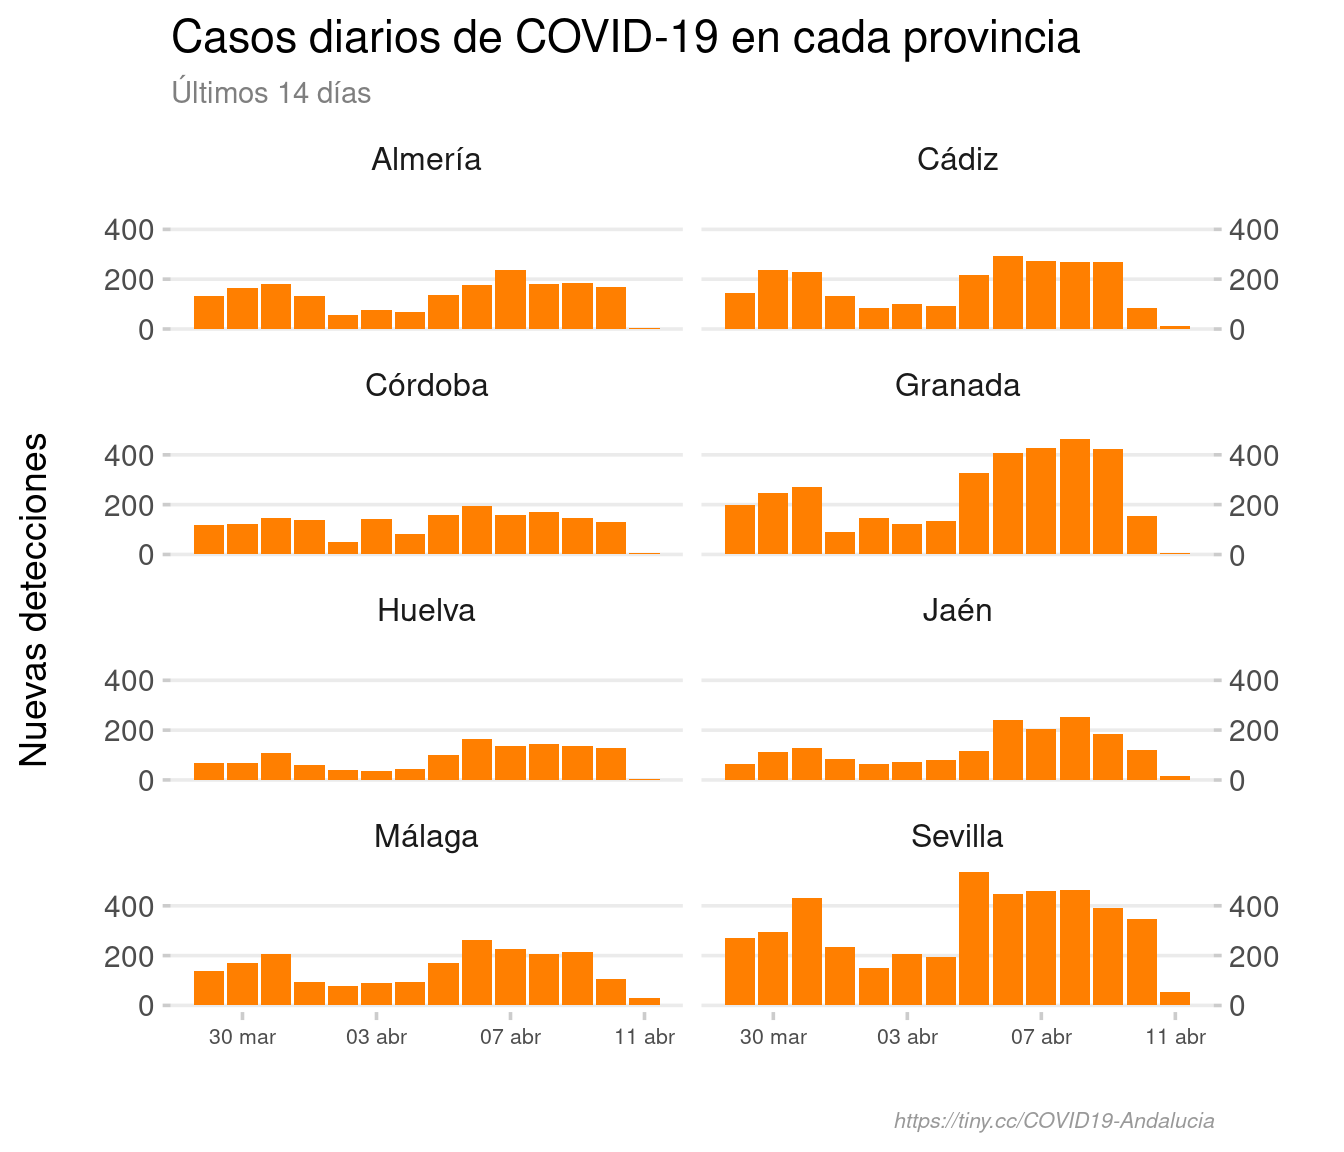 Casos diarios de COVID-19 en cada provincia
Últimos 14 días
Nuevas detecciones
Almería
Cádiz
400
200
0
400
200
0
Córdoba
Granada
400
200
0
400
200
0
Huelva
Jaén
400
200
0
400
200
0
Málaga
Sevilla
400
200
0
400
200
0
30 mar 03 abr 07 abr 11 abr
30 mar 03 abr 07 abr 11 abr
https://tiny.cc/COVID19-Andalucia